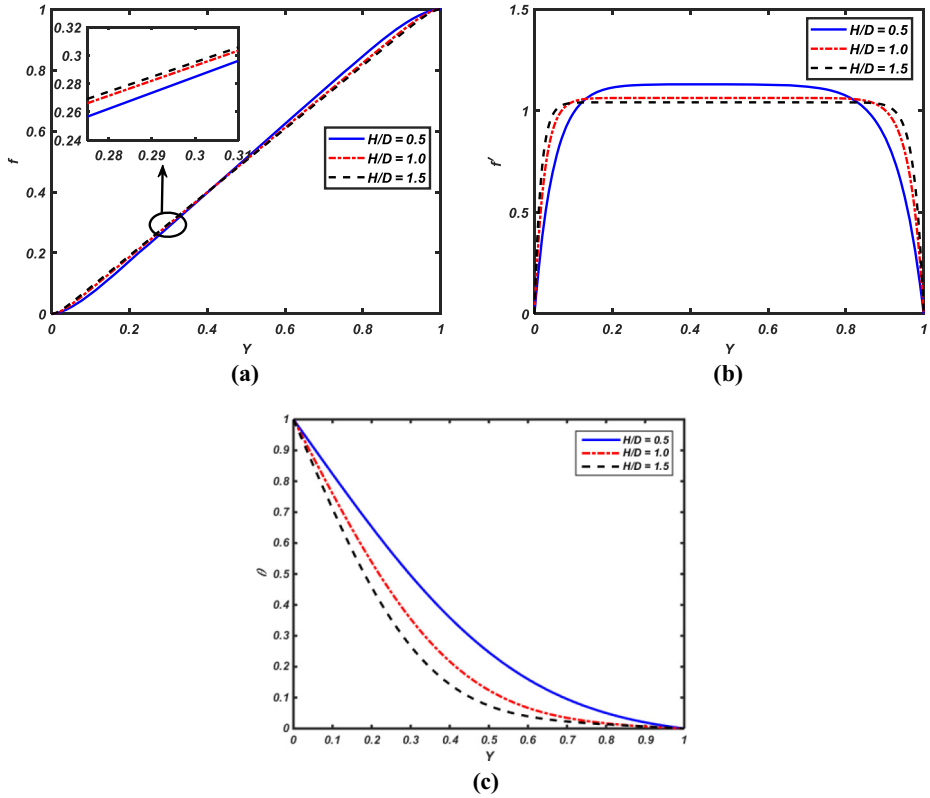 1
0.8
0.6
0.4
0.2
0
f
0.32
0.3
0.28
0.26
0.24
0.28 0.29 0.3 0.31
H/D = 0.5
H/D = 1.0
H/D = 1.5
0 0.2 0.4 0.6 0.8 1
Y
(a)
1.5
1
0.5
0
f'
H/D = 0.5
H/D = 1.0
H/D = 1.5
0 0.2 0.4 0.6 0.8 1
Y
(b)
1
0.9
0.8
0.7
0.6
0.5
0.4
0.3
0.2
0.1
0
θ
H/D = 0.5
H/D = 1.0
H/D = 1.5
0 0.1 0.2 0.3 0.4 0.5 0.6 0.7 0.8 0.9 1
Y
(c)